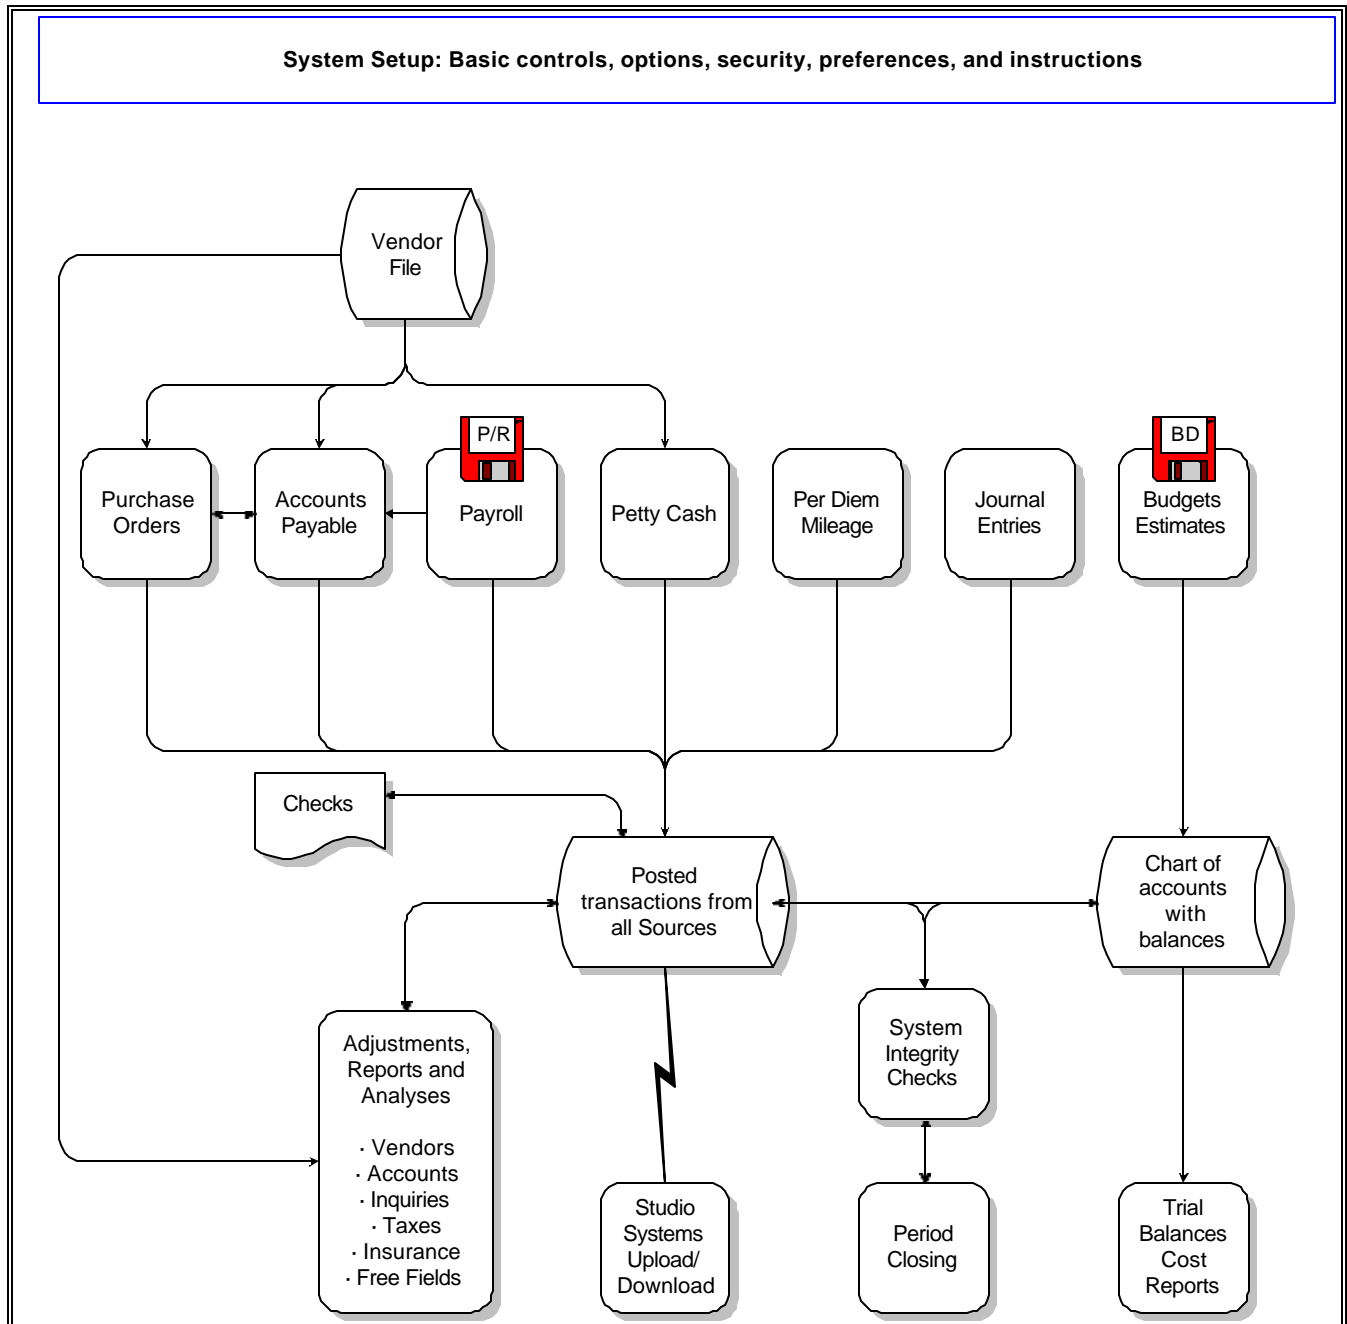 System Setup: Basic controls, options, security, preferences, and instructions
Vendor
File
P/R
BD
Purchase
Orders
Accounts
Payable
Payroll
Petty Cash
Per Diem
Mileage
Journal
Entries
Budgets
Estimates
Checks
Posted
transactions from
all Sources
Chart of
accounts
with
balances
Adjustments,
Reports and
Analyses
· Vendors
· Accounts
· Inquiries
· Taxes
· Insurance
· Free Fields
System
Integrity
Checks
Studio
Systems
Upload/
Download
Period
Closing
Trial
Balances
Cost
Reports